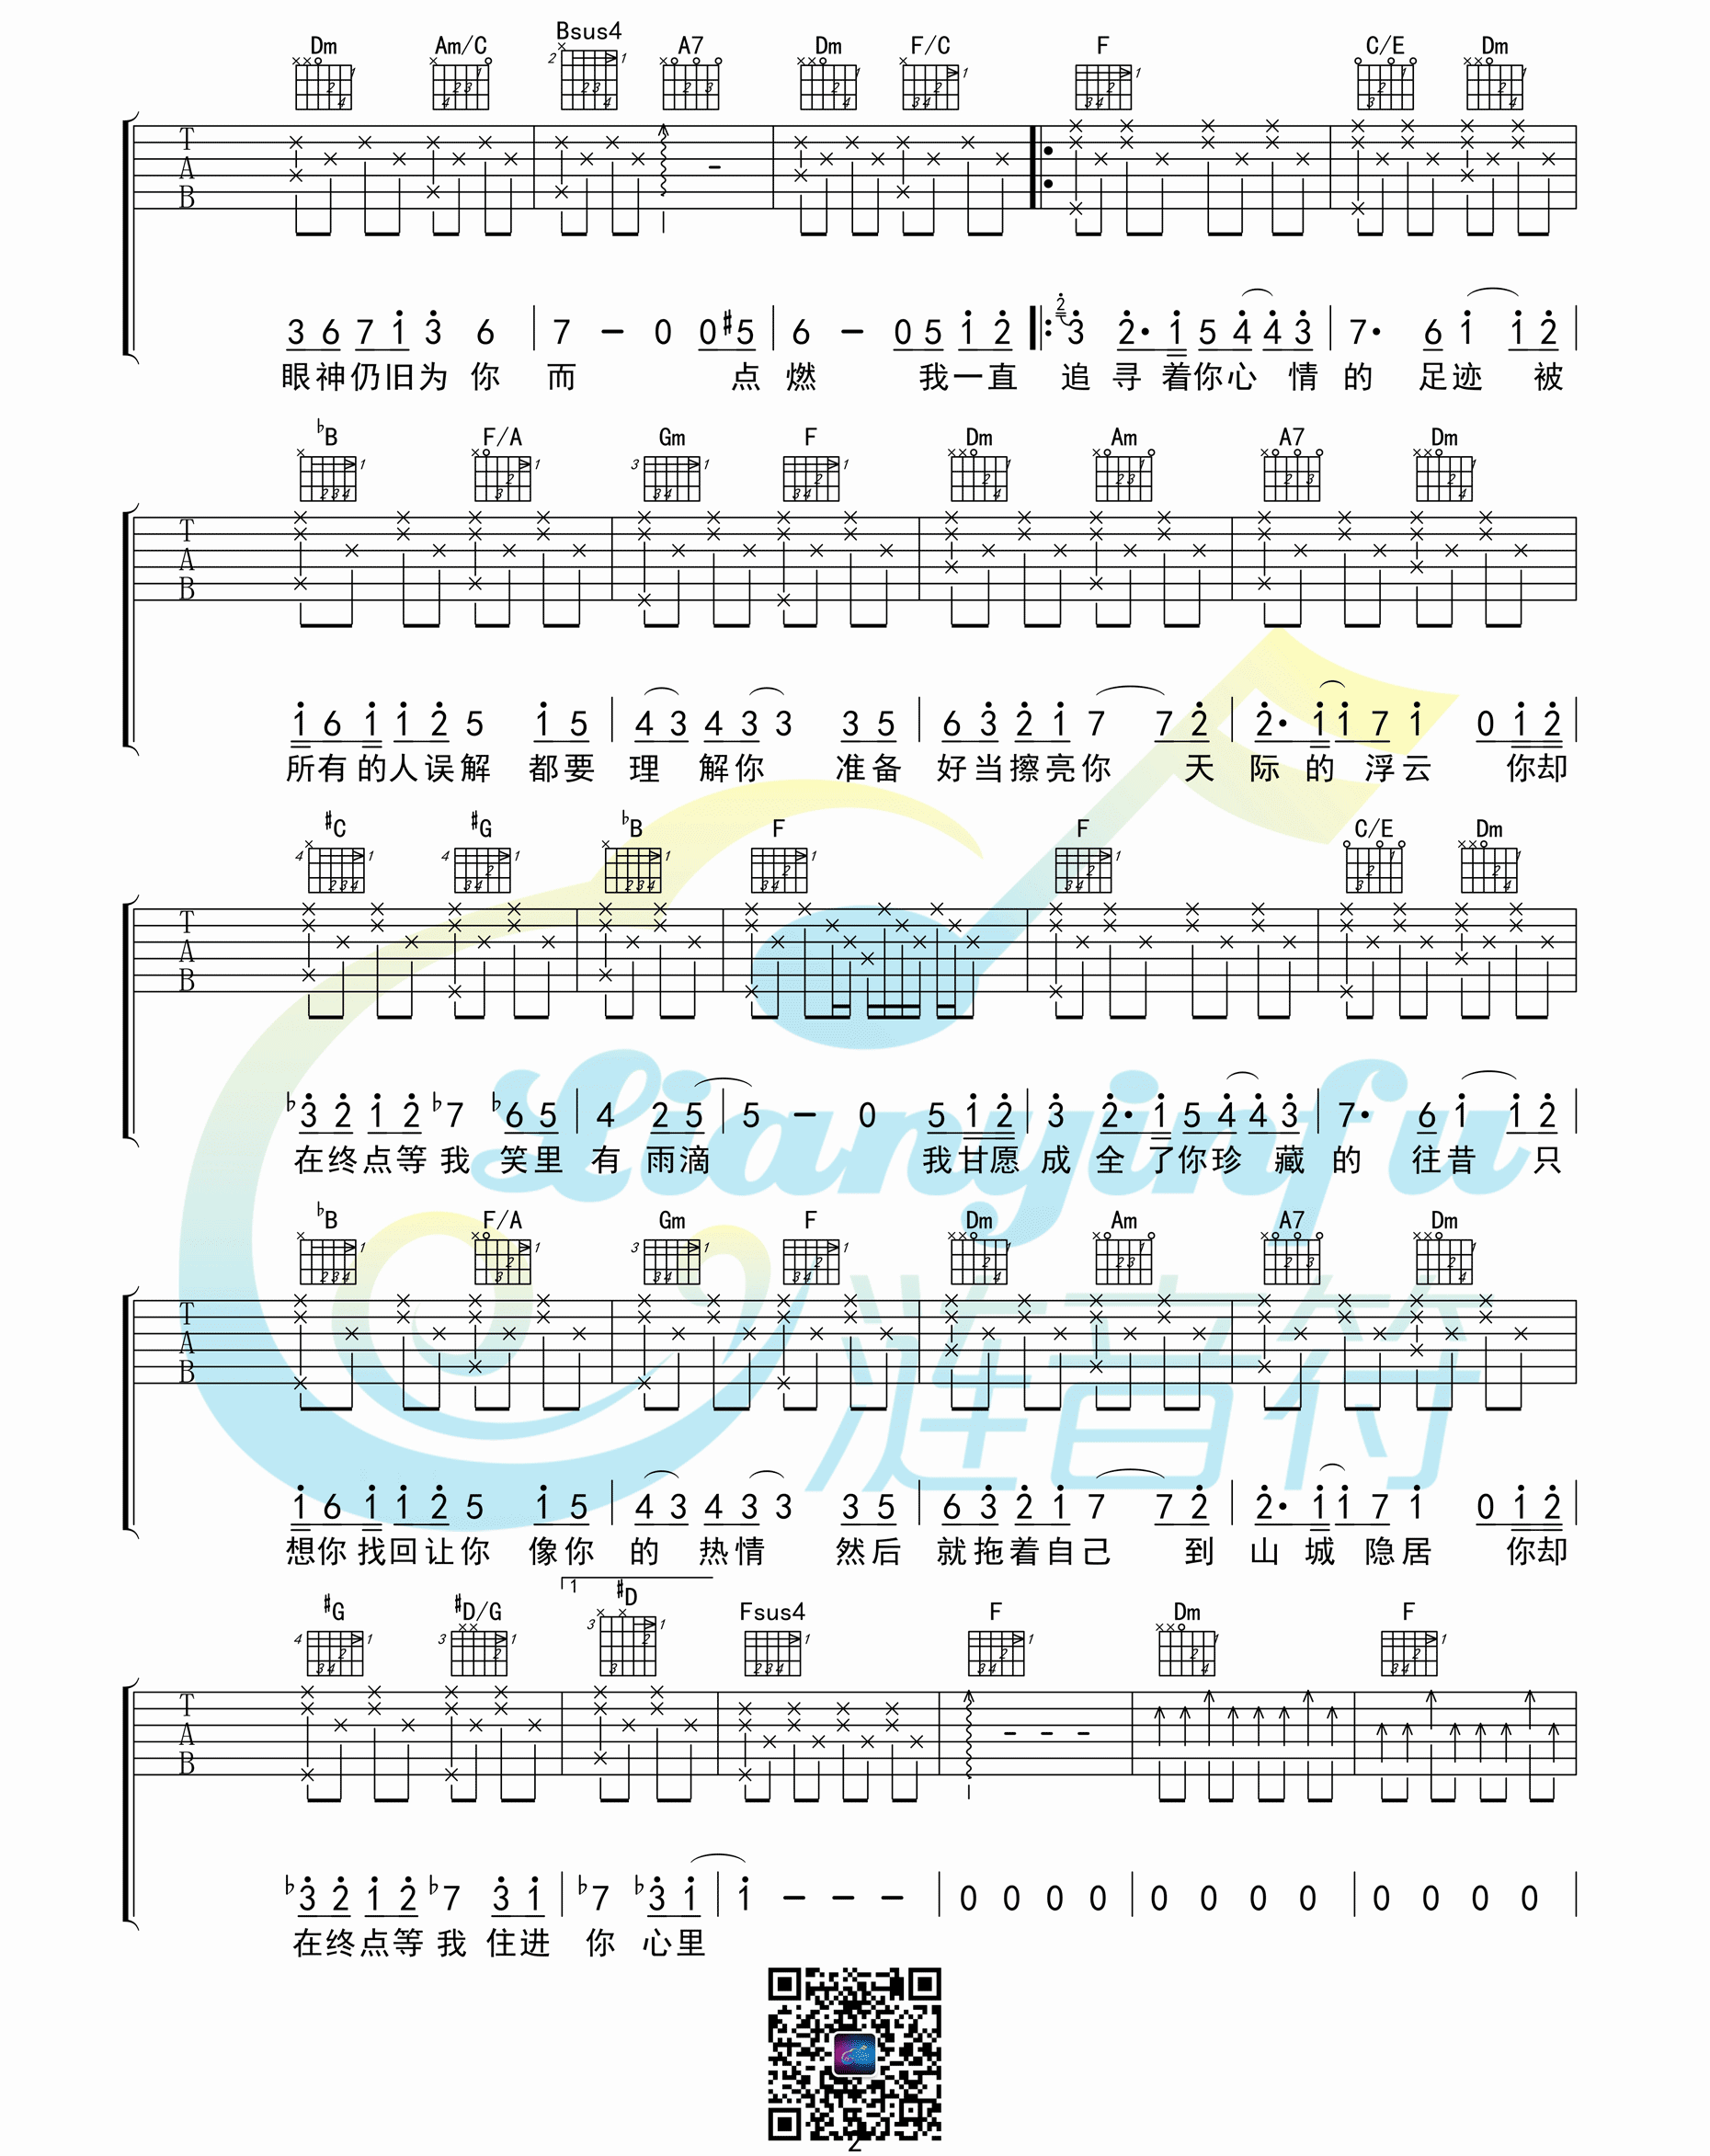 Dm Am/C Bsus4 A7 Dm F/C F C/E Dm
T A B
3 6 7 1 3 6 | 7 – 0 0 #5 | 6 – 0 5 1 2 |: 2 3 2· 1 5 4 4 3 | 7· 6 1 1 2 |
眼神仍旧为你 而 点 燃 我一直 追 寻 着你心 情 的 足迹 被
♭B F/A Gm F Dm Am A7 Dm
T A B
1 6 1 1 2 5 1 5 | 4 3 4 3 3 3 5 | 6 3 2 1 7 7 2 | 2· 1 1 7 1 0 1 2 |
所有 的人误解 都要 理 解你 准备 好当擦亮你 天 际 的 浮云 你却
#C #G ♭B F F C/E Dm
T A B
♭3 2 1 2 ♭7 ♭6 5 | 4 2 5 | 5 – 0 5 1 2 | 3 2· 1 5 4 4 3 | 7· 6 1 1 2 |
在终点等 我 笑里 有 雨滴 我甘愿 成 全 了你珍 藏 的 往昔 只
♭B F/A Gm F Dm Am A7 Dm
T A B
1 6 1 1 2 5 1 5 | 4 3 4 3 3 3 5 | 6 3 2 1 7 7 2 | 2· 1 1 7 1 0 1 2 |
想你 找回让你 像你 的 热情 然后 就拖着自己 到 山 城 隐居 你却
1
#G #D/G #D Fsus4 F Dm F
T A B
♭3 2 1 2 ♭7 3 1 | ♭7 ♭3 1 | 1 – – – | 0 0 0 0 | 0 0 0 0 | 0 0 0 0 |
在终点等 我 住进 你 心里
Lianyinfu
涟音符
2